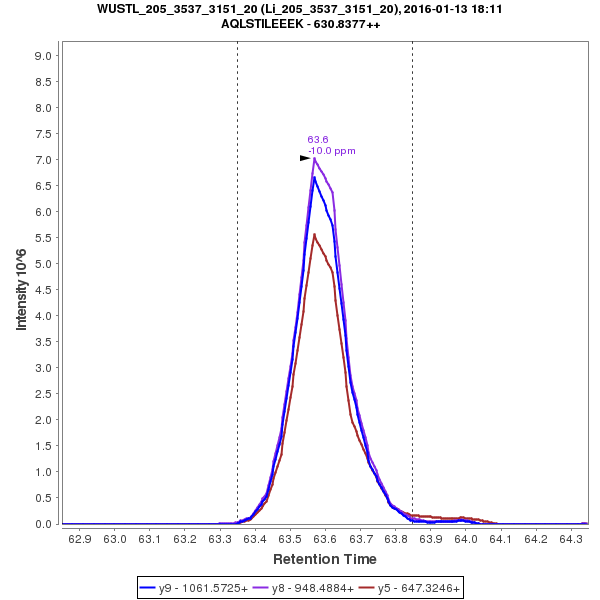 WUSTL_205_3537_3151_20 (Li_205_3537_3151_20), 2016-01-13 18:11
AQLSTILEEEK - 630.8377++
9.0
8.5
8.0
7.5
7.0
6.5
6.0
5.5
5.0
4.5
4.0
3.5
3.0
2.5
2.0
1.5
1.0
0.5
0.0
Intensity 10^6
63.6
-10.0 ppm
62.9 63.0 63.1 63.2 63.3 63.4 63.5 63.6 63.7 63.8 63.9 64.0 64.1 64.2 64.3
Retention Time
y9 - 1061.5725+ y8 - 948.4884+ y5 - 647.3246+